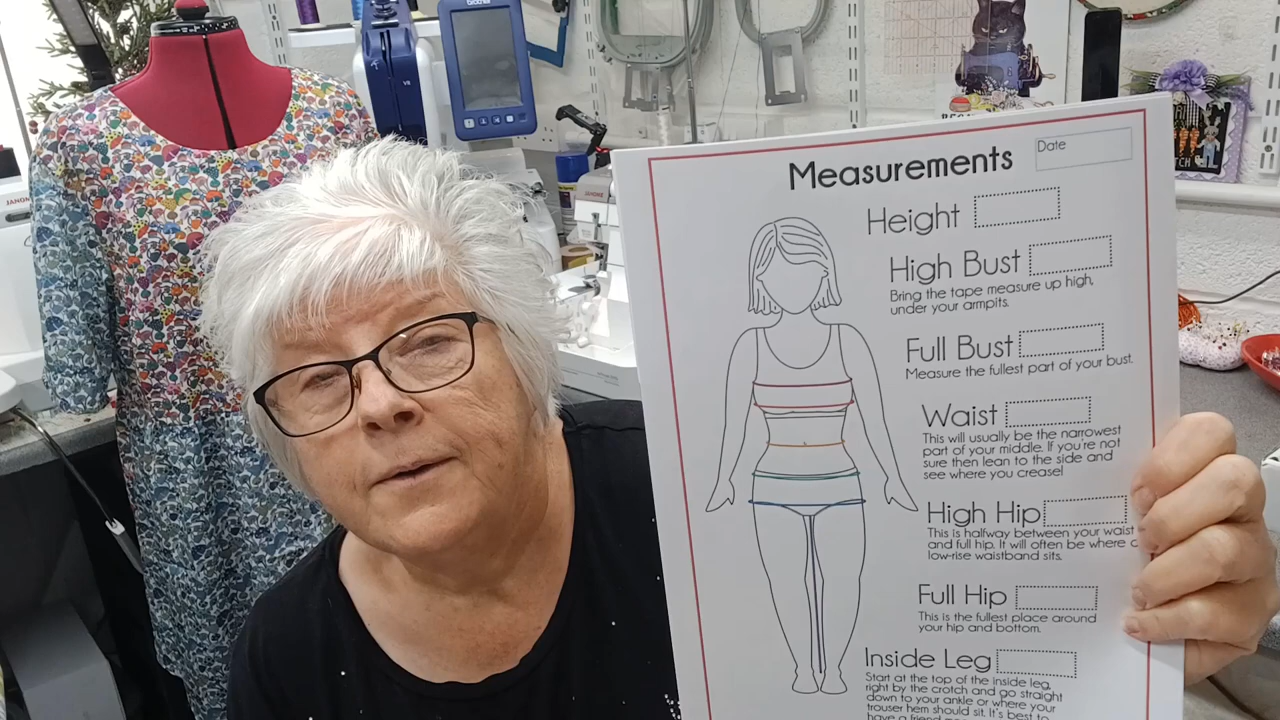 brother
VR
JANOME
Measurements
Date
Height
High Bust
Bring the tape measure up high,
under your armpits.
Full Bust
Measure the fullest part of your bust.
Waist
This will usually be the narrowest
part of your middle. If you're not
sure then lean to the side and
see where you crease!
High Hip
This is halfway between your waist
and full hip. It will often be where
low-rise waistband sits.
Full Hip
This is the fullest place around
your hip and bottom.
Inside Leg
Start at the top of the inside leg,
right by the crotch and go straight
down to your ankle or where your
trouser hem should sit. It's best to
have a friend